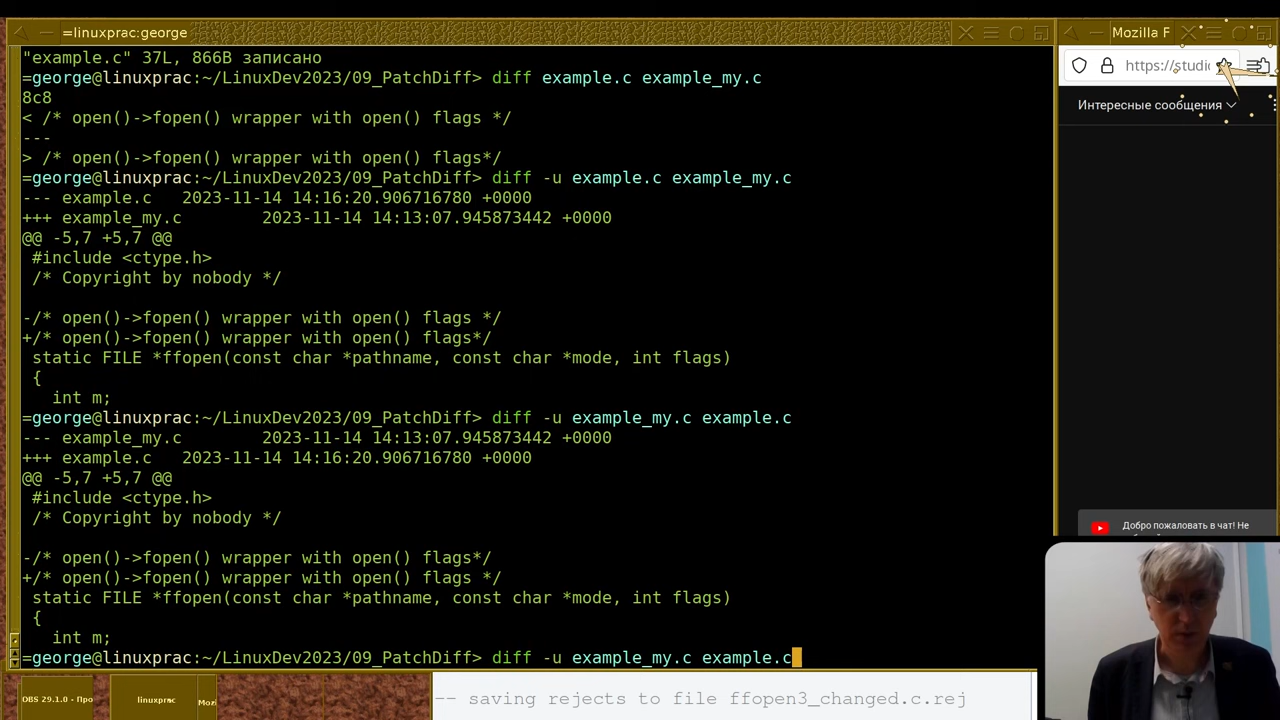 =linuxprac:george
Mozilla F
"example.c" 37L, 866B записано
=george@linuxprac:~/LinuxDev2023/09_PatchDiff> diff example.c example_my.c
8c8
< /* open()->fopen() wrapper with open() flags */
---
> /* open()->fopen() wrapper with open() flags*/
=george@linuxprac:~/LinuxDev2023/09_PatchDiff> diff -u example.c example_my.c
--- example.c   2023-11-14 14:16:20.906716780 +0000
+++ example_my.c        2023-11-14 14:13:07.945873442 +0000
@@ -5,7 +5,7 @@
 #include <ctype.h>
 /* Copyright by nobody */
-/* open()->fopen() wrapper with open() flags */
+/* open()->fopen() wrapper with open() flags*/
 static FILE *ffopen(const char *pathname, const char *mode, int flags)
 {
   int m;
=george@linuxprac:~/LinuxDev2023/09_PatchDiff> diff -u example_my.c example.c
--- example_my.c        2023-11-14 14:13:07.945873442 +0000
+++ example.c   2023-11-14 14:16:20.906716780 +0000
@@ -5,7 +5,7 @@
 #include <ctype.h>
 /* Copyright by nobody */
-/* open()->fopen() wrapper with open() flags*/
+/* open()->fopen() wrapper with open() flags */
 static FILE *ffopen(const char *pathname, const char *mode, int flags)
 {
   int m;
=george@linuxprac:~/LinuxDev2023/09_PatchDiff> diff -u example_my.c example.c
https://studio
Интересные сообщения
Добро пожаловать в чат! Не
OBS 29.1.0 - Про
linuxprac
Moz
-- saving rejects to file ffopen3_changed.c.rej